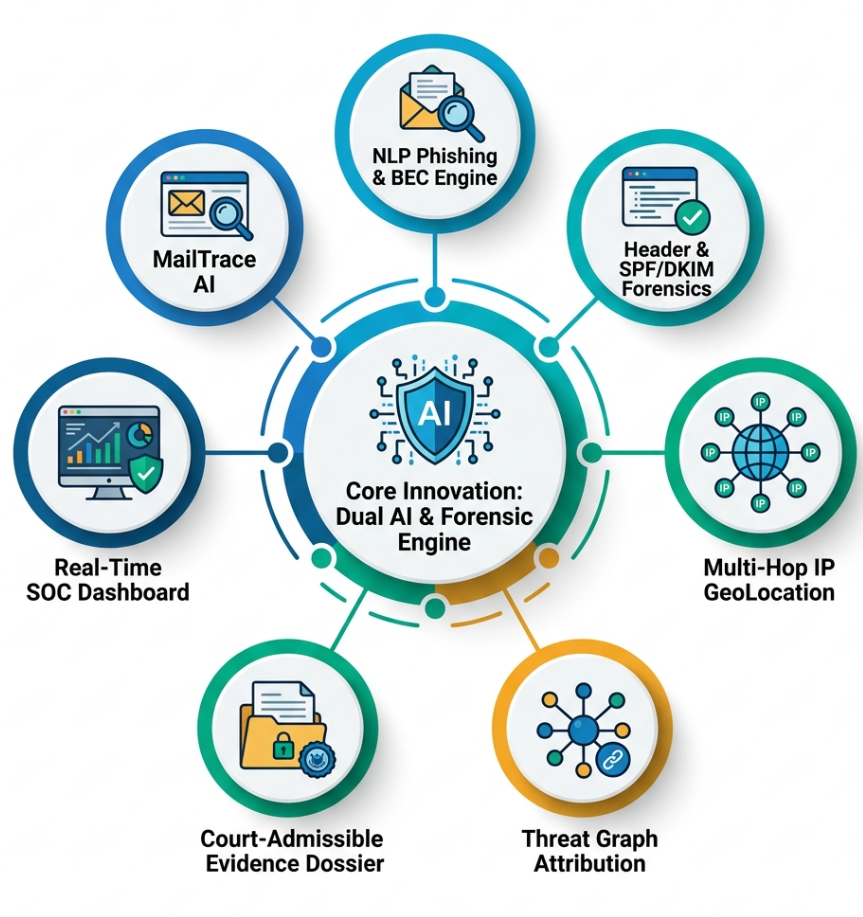 NLP Phishing
& BEC Engine
MailTrace
AI
Header &
SPF/DKIM
Forensics
AI
Core Innovation:
Dual AI & Forensic
Engine
IP
IP
IP
IP
IP
IP
IP
IP
Real-Time
SOC Dashboard
Multi-Hop IP
GeoLocation
Court-Admissible
Evidence Dossier
Threat Graph
Attribution